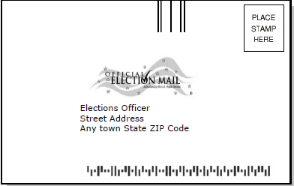 PLACE
STAMP
HERE
OFFICIAL
ELECTION MAIL
Elections Officer
Street Address
Any town State ZIP Code